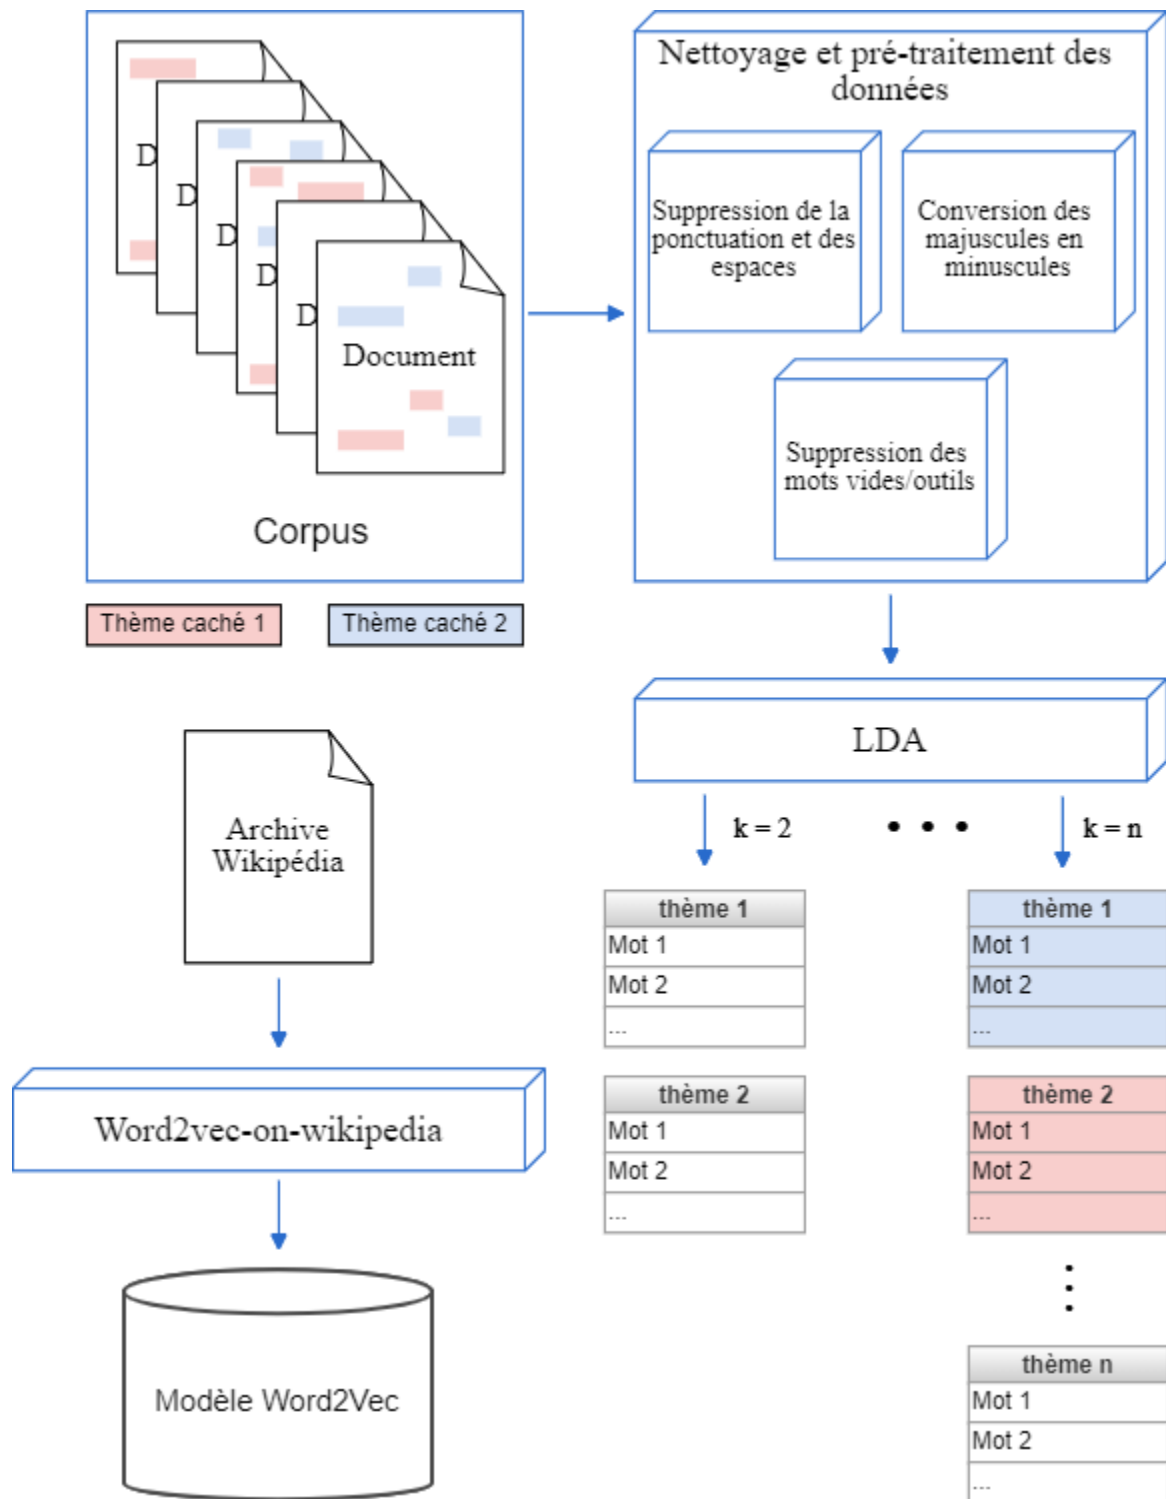 D
D
D
D
D
Document
Corpus
Thème caché 1
Thème caché 2
Nettoyage et pré-traitement des
données
Suppression de la
ponctuation et des
espaces
Conversion des
majuscules en
minuscules
Suppression des
mots vides/outils
LDA
k = 2
• • •
k = n
thème 1
Mot 1
Mot 2
...
thème 2
Mot 1
Mot 2
...
thème 1
Mot 1
Mot 2
...
thème 2
Mot 1
Mot 2
...
thème n
Mot 1
Mot 2
...
Archive
Wikipédia
Word2vec-on-wikipedia
Modèle Word2Vec